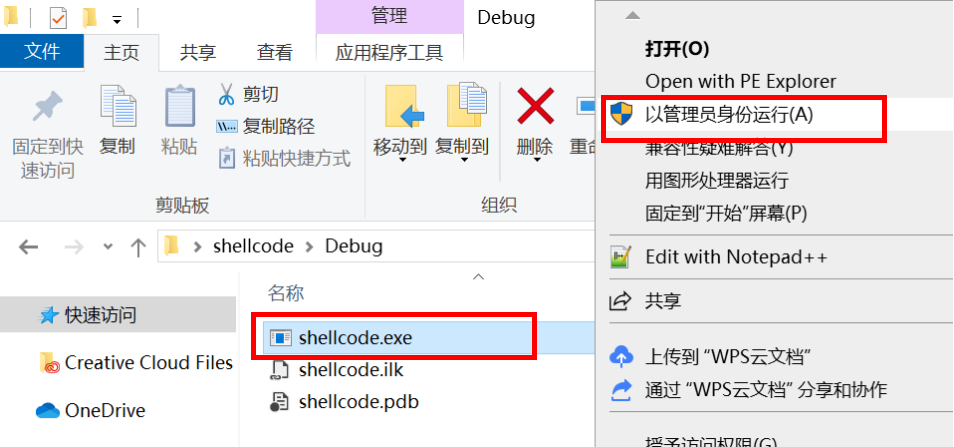 管理
Debug
文件
主页
共享
查看
应用程序工具
固定到快
速访问
复制
粘贴
剪切
复制路径
粘贴快捷方式
移动到
复制到
删除
重命
剪贴板
组织
shellcode
Debug
名称
快速访问
Creative Cloud Files
OneDrive
shellcode.exe
shellcode.ilk
shellcode.pdb
打开(O)
Open with PE Explorer
以管理员身份运行(A)
兼容性疑难解答(Y)
用图形处理器运行
固定到"开始"屏幕(P)
Edit with Notepad++
共享
上传到 "WPS云文档"
通过 "WPS云文档" 分享和协作
授予访问权限(G)